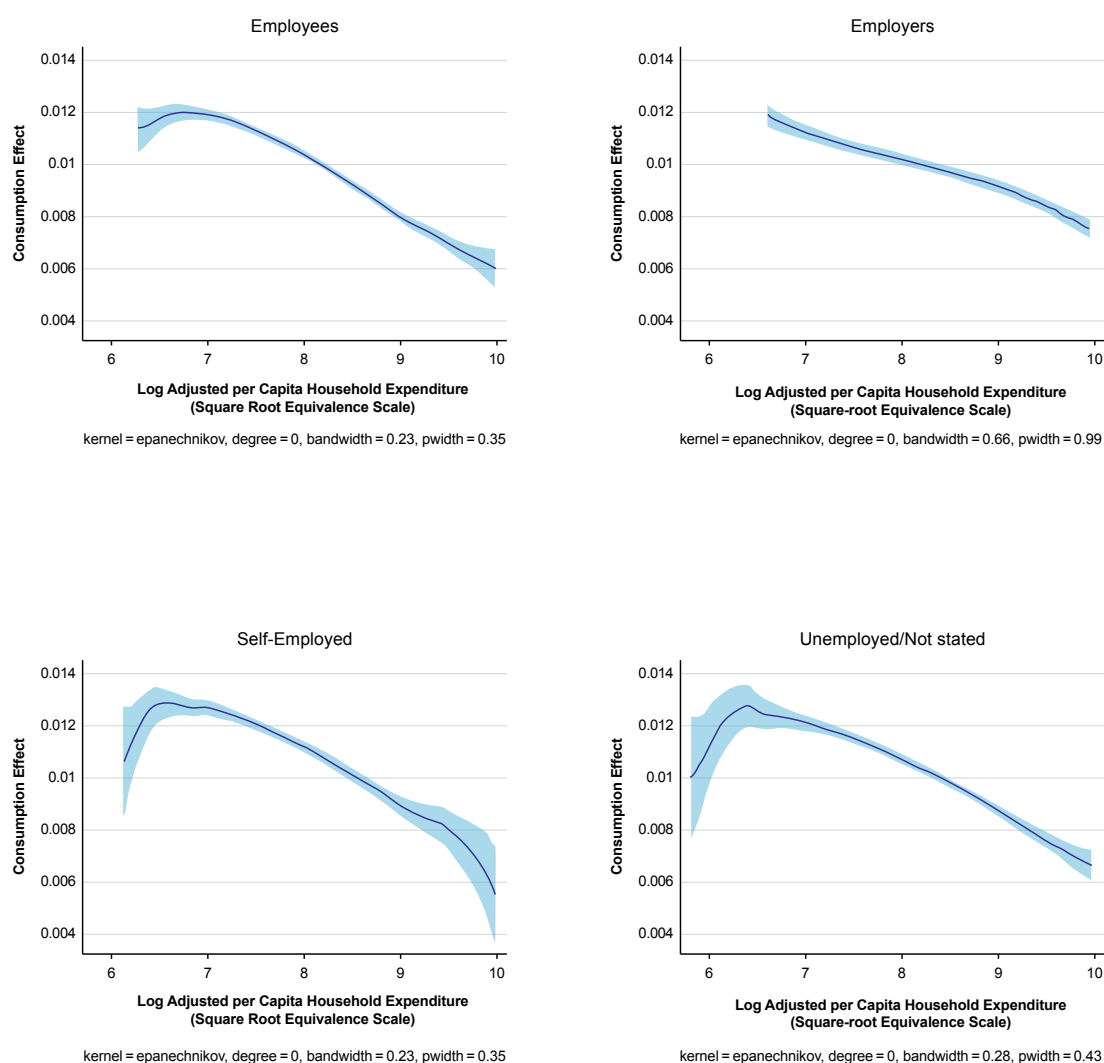 Employees
0.014
0.012
0.01
0.008
0.006
0.004
Consumption Effect
6 7 8 9 10
Log Adjusted per Capita Household Expenditure
(Square Root Equivalence Scale)
kernel = epanechnikov, degree = 0, bandwidth = 0.23, pwidth = 0.35
Employers
0.014
0.012
0.01
0.008
0.006
0.004
Consumption Effect
6 7 8 9 10
Log Adjusted per Capita Household Expenditure
(Square-root Equivalence Scale)
kernel = epanechnikov, degree = 0, bandwidth = 0.66, pwidth = 0.99
Self-Employed
0.014
0.012
0.01
0.008
0.006
0.004
Consumption Effect
6 7 8 9 10
Log Adjusted per Capita Household Expenditure
(Square Root Equivalence Scale)
kernel = epanechnikov, degree = 0, bandwidth = 0.23, pwidth = 0.35
Unemployed/Not stated
0.014
0.012
0.01
0.008
0.006
0.004
Consumption Effect
6 7 8 9 10
Log Adjusted per Capita Household Expenditure
(Square-root Equivalence Scale)
kernel = epanechnikov, degree = 0, bandwidth = 0.28, pwidth = 0.43